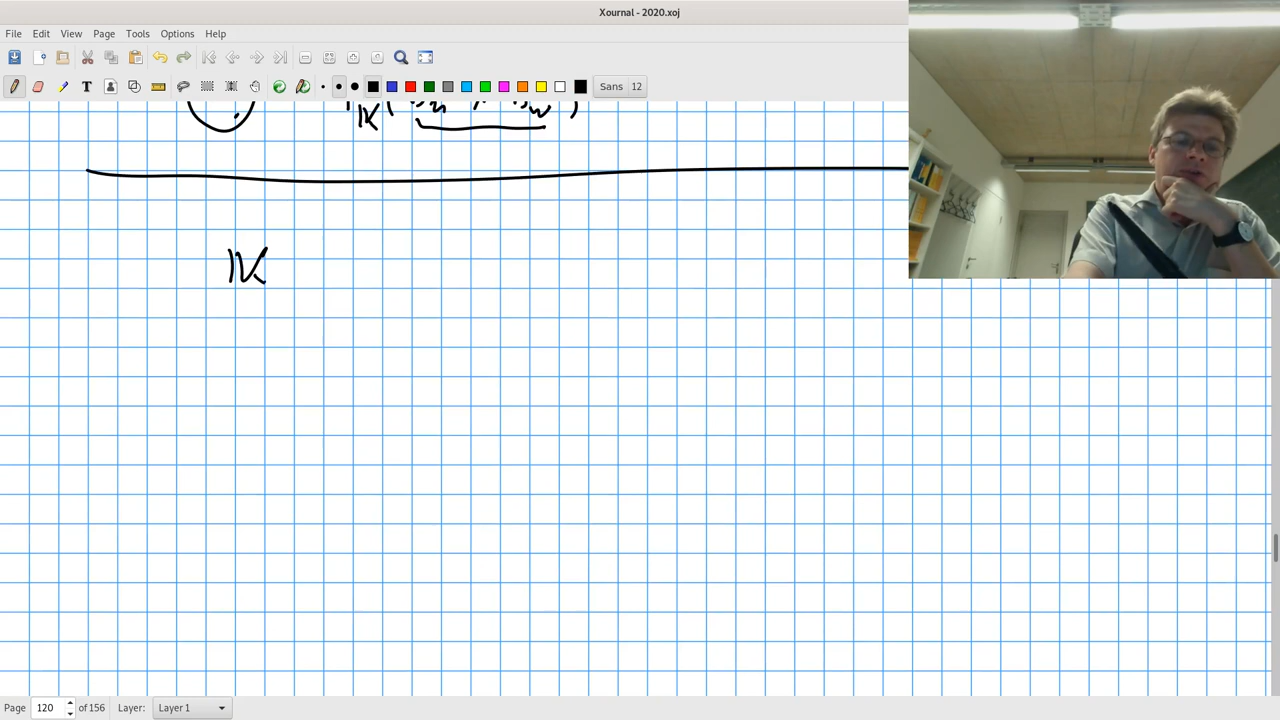 Xournal - 2020.xoj
File Edit View Page Tools Options Help
T Sans 12
𝕂
𝕂
Page 120 of 156 Layer: Layer 1